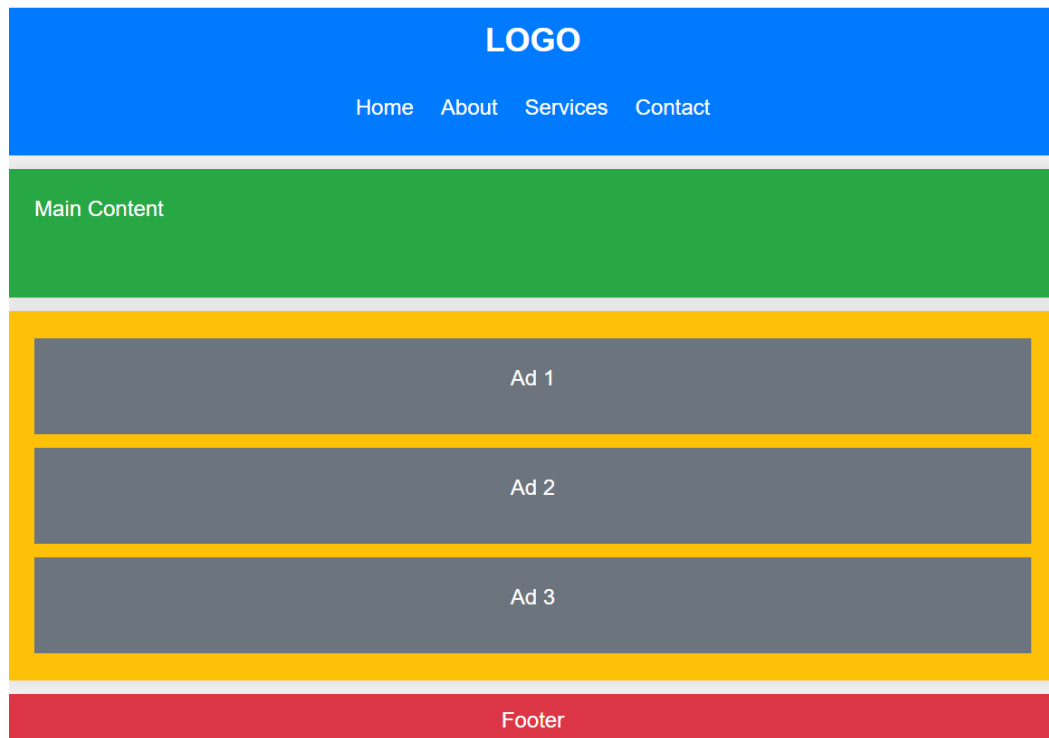 LOGO
Home About Services Contact
Main Content
Ad 1
Ad 2
Ad 3
Footer